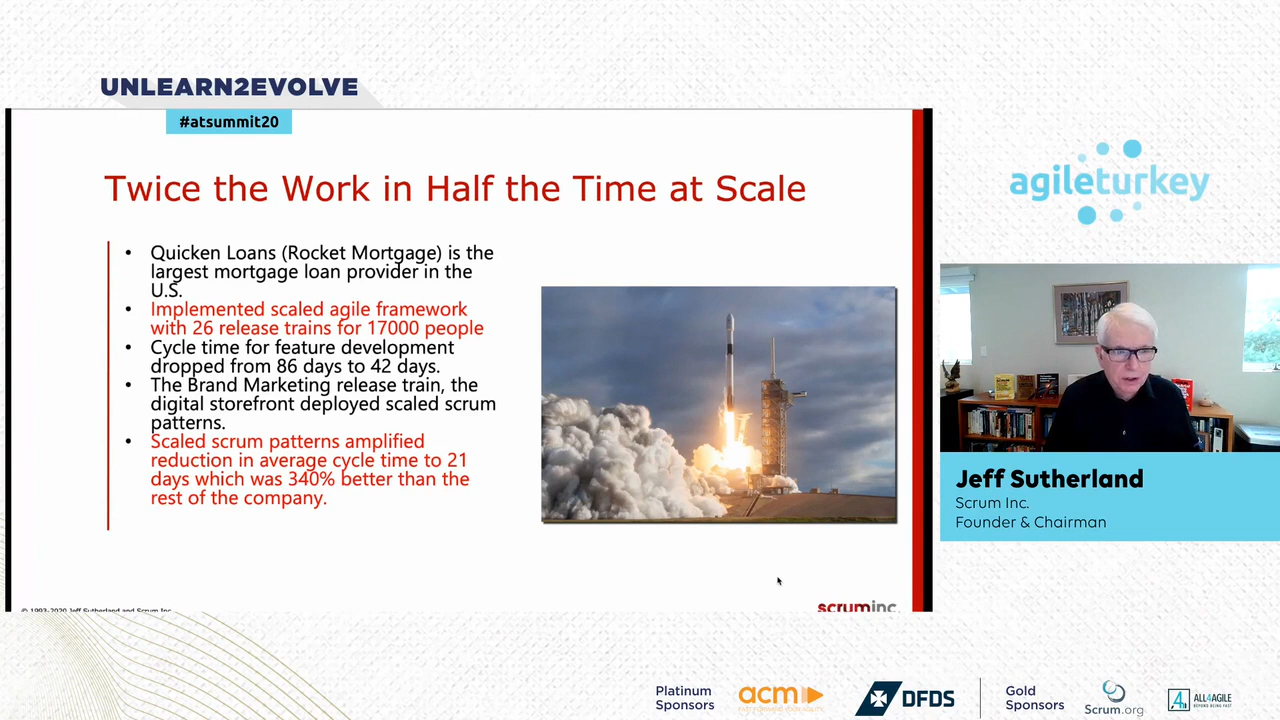 UNLEARN2EVOLVE
#atsummit20
Twice the Work in Half the Time at Scale
• Quicken Loans (Rocket Mortgage) is the
largest mortgage loan provider in the
U.S.
• Implemented scaled agile framework
with 26 release trains for 17000 people
• Cycle time for feature development
dropped from 86 days to 42 days.
• The Brand Marketing release train, the
digital storefront deployed scaled scrum
patterns.
• Scaled scrum patterns amplified
reduction in average cycle time to 21
days which was 340% better than the
rest of the company.
© 1993-2020 Jeff Sutherland and Scrum Inc.
scruminc.
agileturkey
Jeff Sutherland
Scrum Inc.
Founder & Chairman
Platinum
Sponsors
acm
DFDS
Gold
Sponsors
Scrum.org
ALL4AGILE
BEYOND BEING FAST